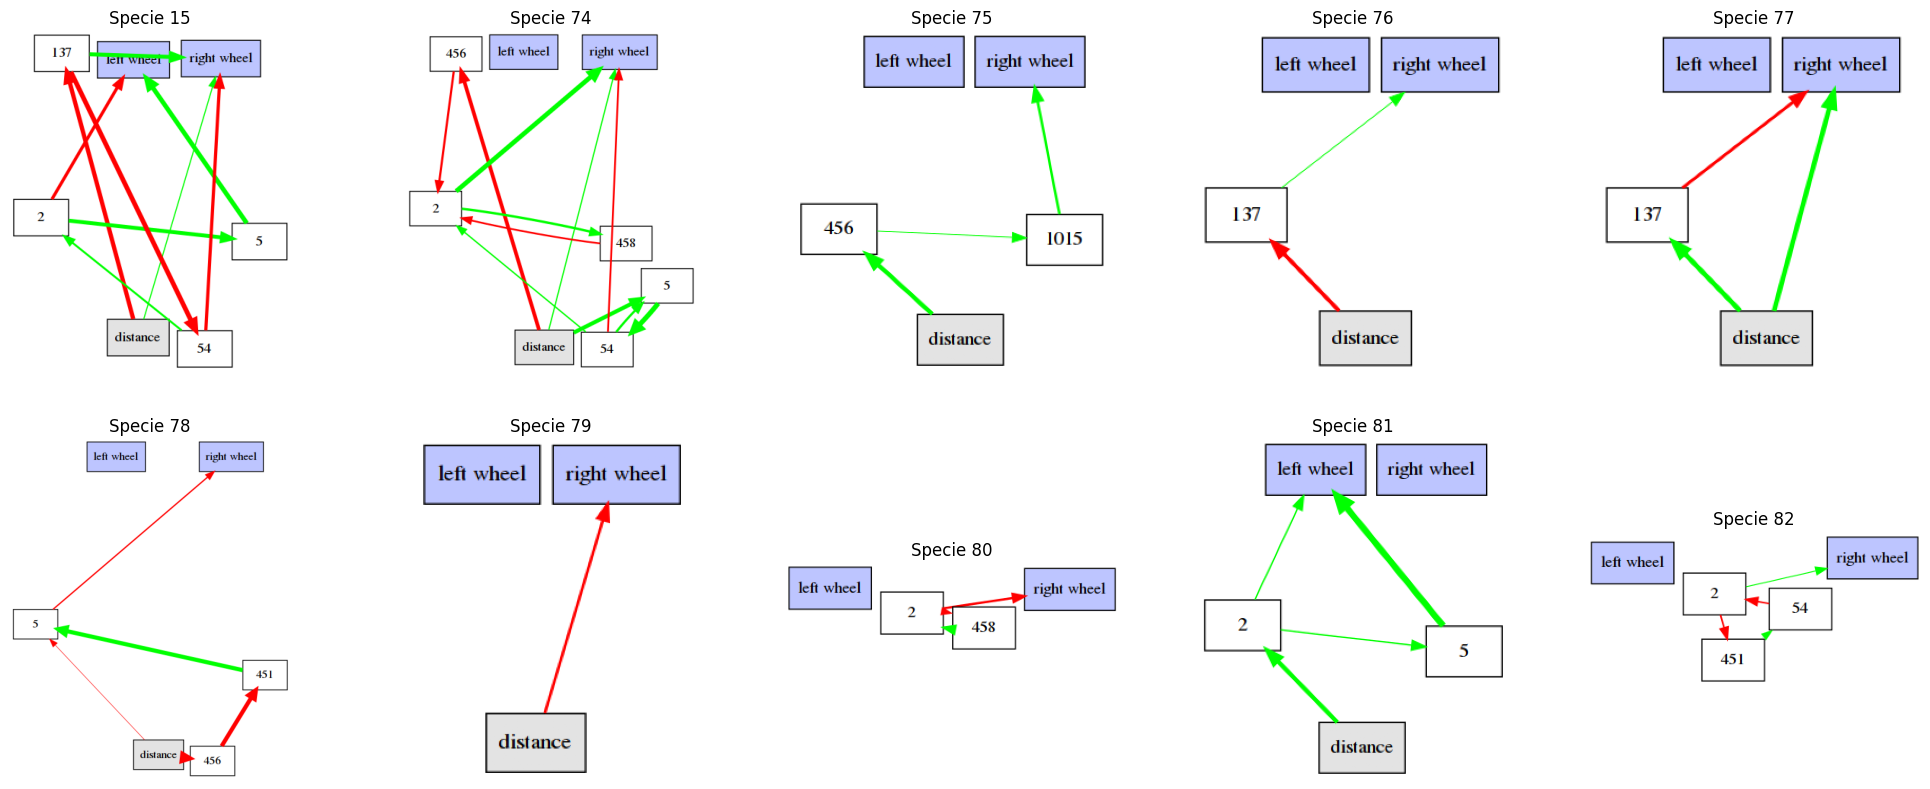 Specie 15
137
left wheel
right wheel
2
5
distance
54
Specie 74
456
left wheel
right wheel
2
458
5
distance
54
Specie 75
left wheel
right wheel
456
1015
distance
Specie 76
left wheel
right wheel
137
distance
Specie 77
left wheel
right wheel
137
distance
Specie 78
left wheel
right wheel
5
451
distance
456
Specie 79
left wheel
right wheel
distance
Specie 80
left wheel
right wheel
2
458
Specie 81
left wheel
right wheel
2
5
distance
Specie 82
left wheel
right wheel
2
54
451